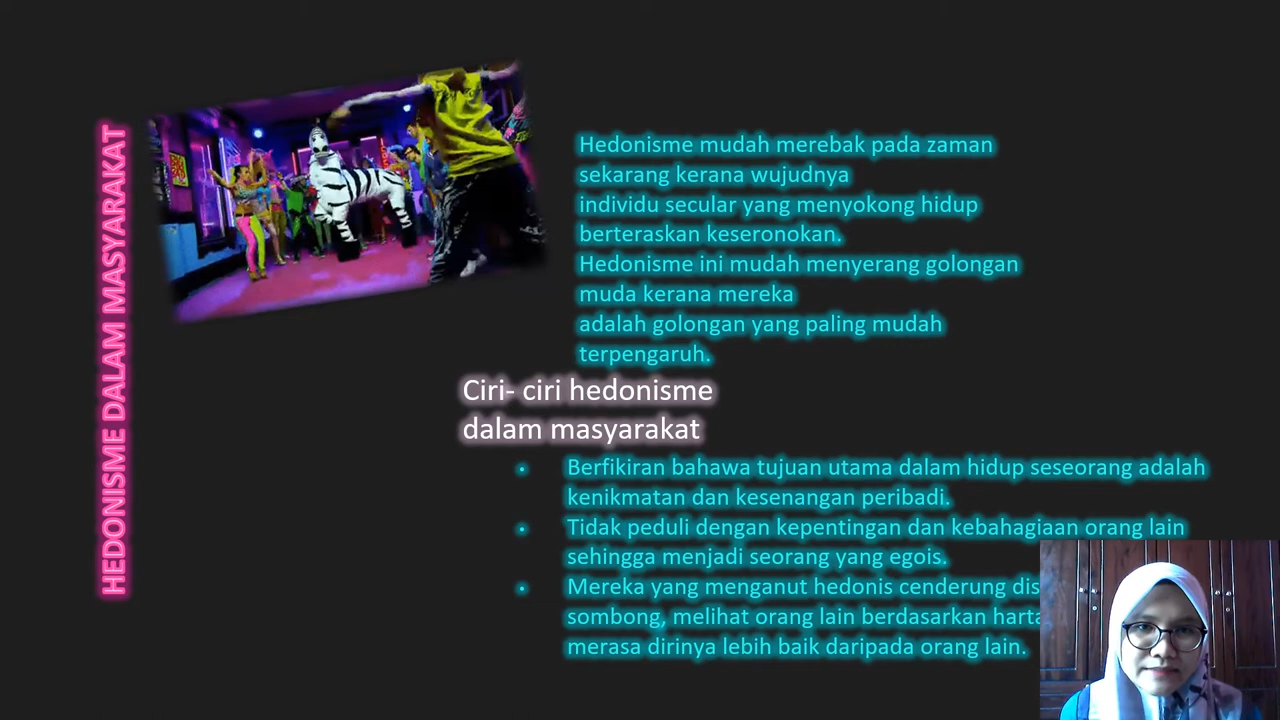 HEDONISME DALAM MASYARAKAT
Hedonisme mudah merebak pada zaman
sekarang kerana wujudnya
individu secular yang menyokong hidup
berteraskan keseronokan.
Hedonisme ini mudah menyerang golongan
muda kerana mereka
adalah golongan yang paling mudah
terpengaruh.
Ciri- ciri hedonisme
dalam masyarakat
• Berfikiran bahawa tujuan utama dalam hidup seseorang adalah
kenikmatan dan kesenangan peribadi.
• Tidak peduli dengan kepentingan dan kebahagiaan orang lain
sehingga menjadi seorang yang egois.
• Mereka yang menganut hedonis cenderung
sombong, melihat orang lain berdasarkan harta
merasa dirinya lebih baik daripada orang lain.